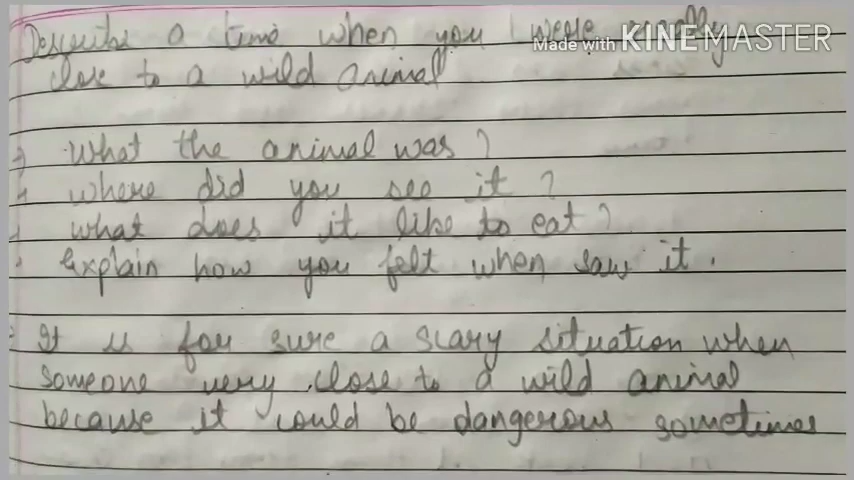 Describe a time when you were really
Made with KINEMASTER
close to a wild animal
What the animal was?
where did you see it?
what does it like to eat?
Explain how you felt when saw it.
It is for sure a scary situation when
someone very close to a wild animal
because it could be dangerous sometimes